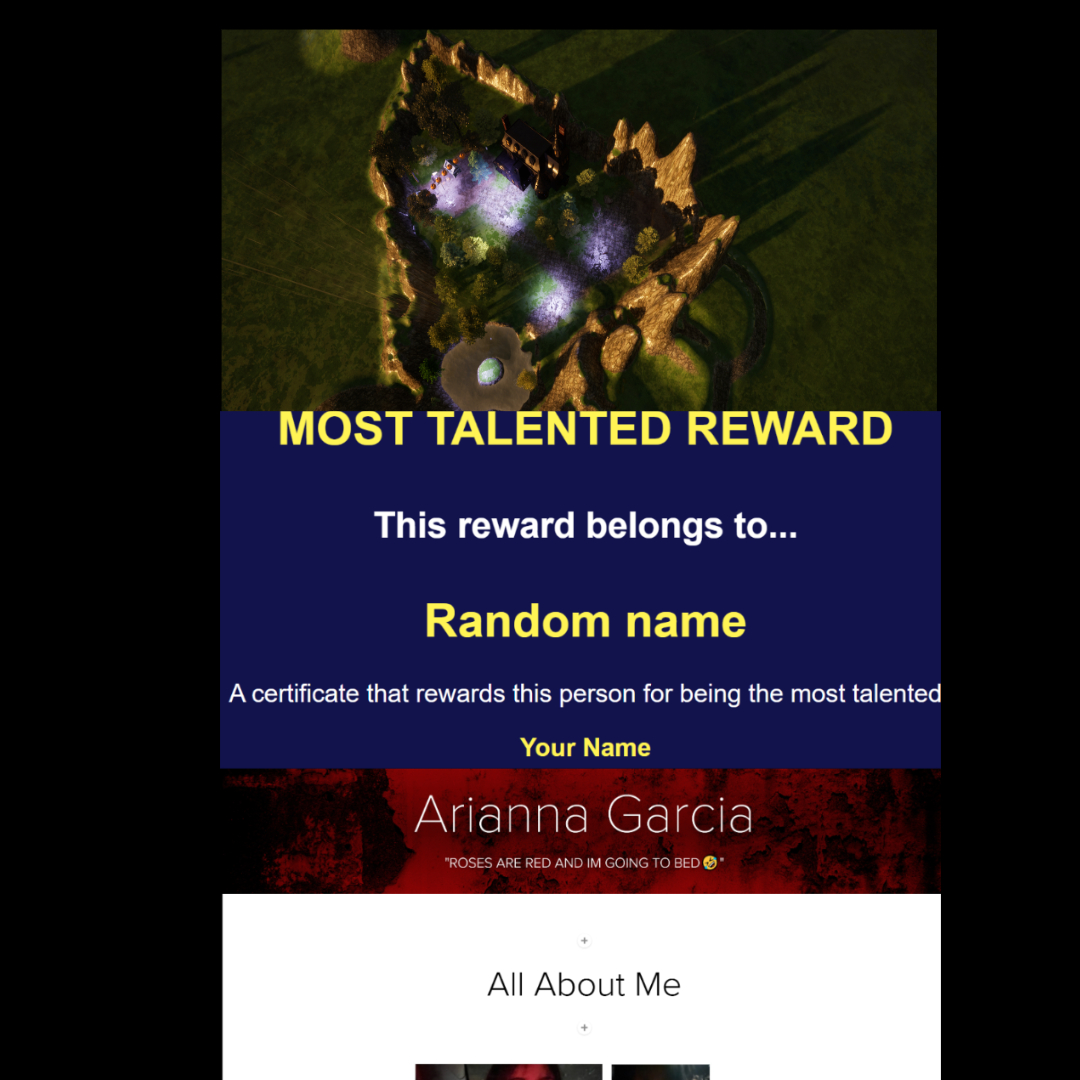 MOST TALENTED REWARD
This reward belongs to...
Random name
A certificate that rewards this person for being the most talented
Your Name
Arianna Garcia
"ROSES ARE RED AND IM GOING TO BED🤣"
+
All About Me
+